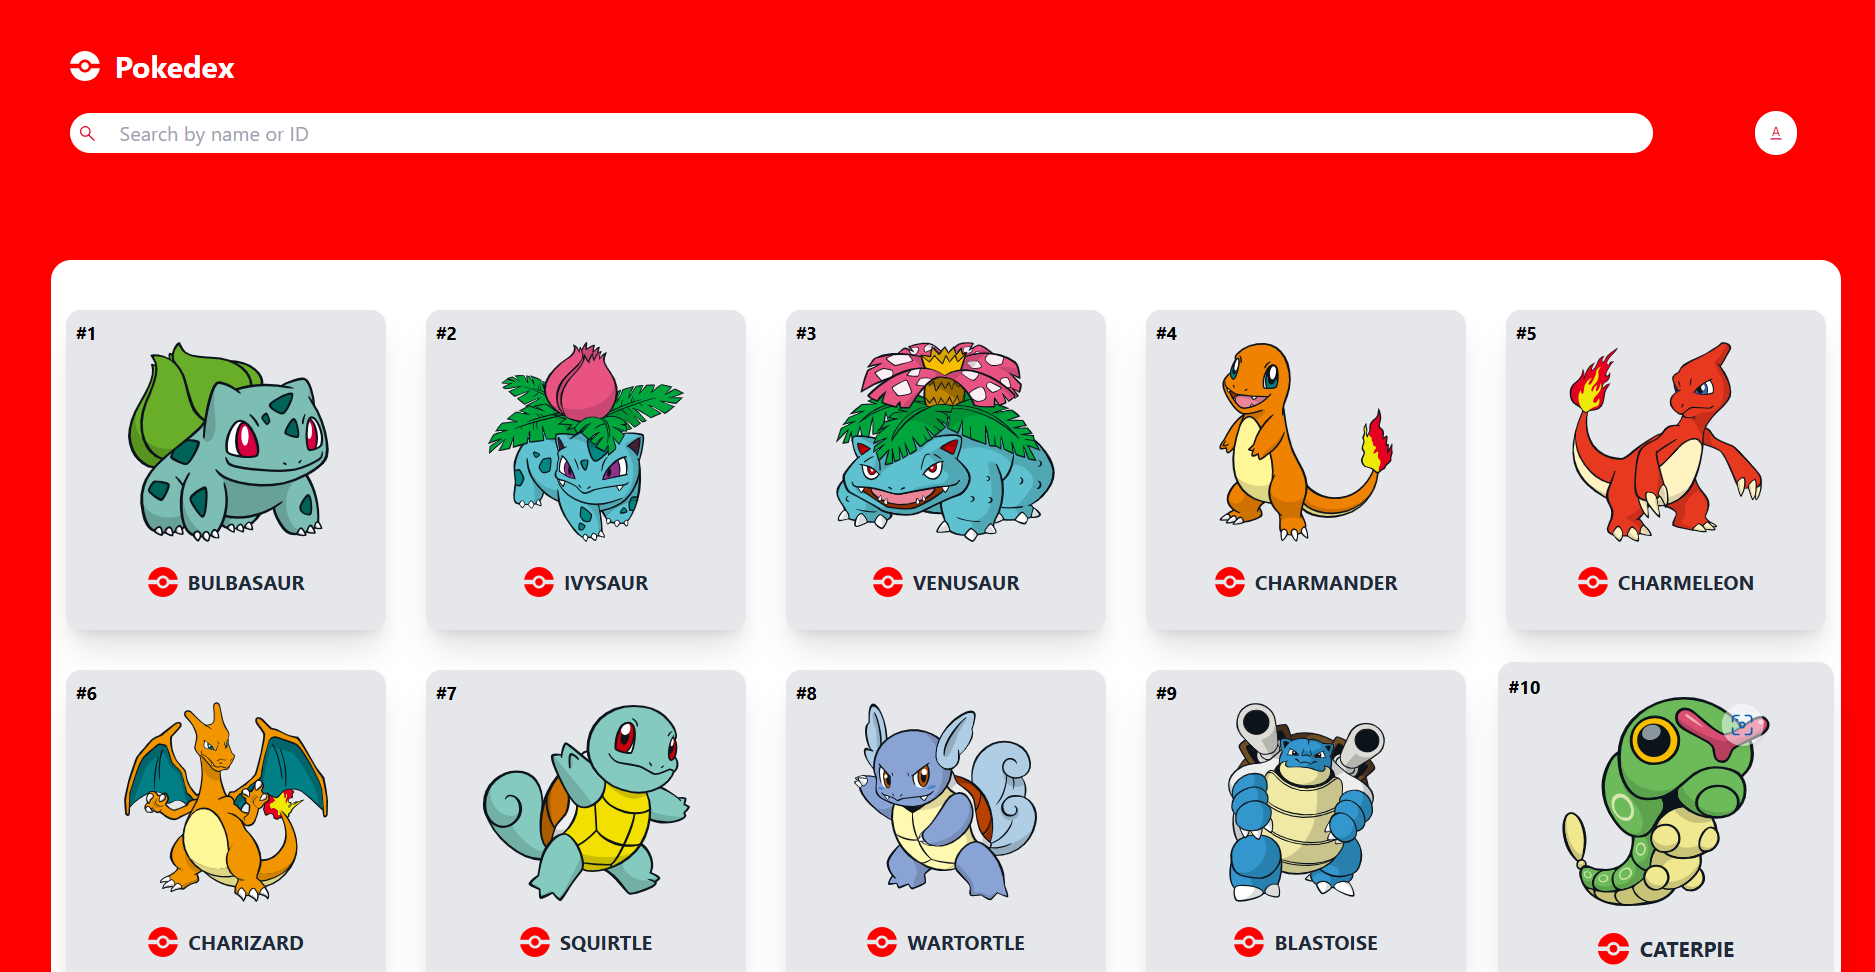 Pokedex
Search by name or ID
A
#1
BULBASAUR
#2
IVYSAUR
#3
VENUSAUR
#4
CHARMANDER
#5
CHARMELEON
#6
CHARIZARD
#7
SQUIRTLE
#8
WARTORTLE
#9
BLASTOISE
#10
CATERPIE